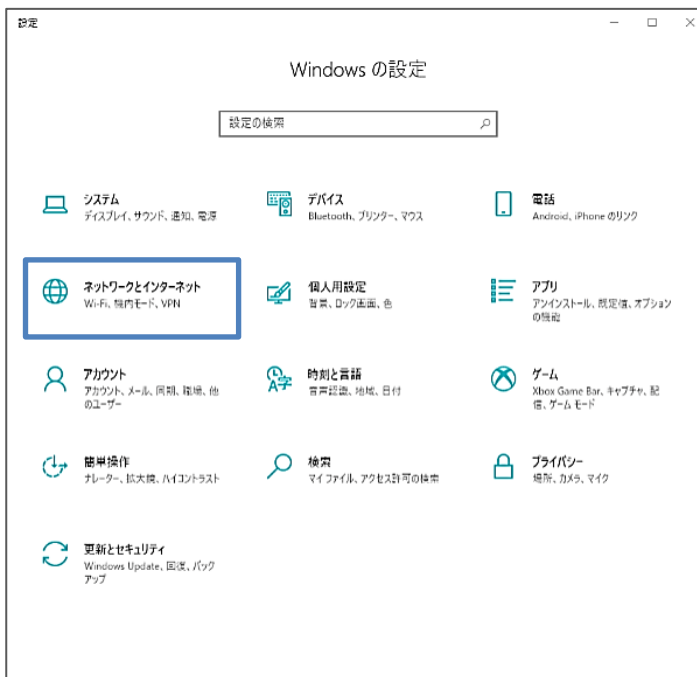 設定
Windows の設定
設定の検索
システム
ディスプレイ、サウンド、通知、電源
デバイス
Bluetooth、プリンター、マウス
電話
Android、iPhone のリンク
ネットワークとインターネット
Wi-Fi、機内モード、VPN
個人用設定
背景、ロック画面、色
アプリ
アンインストール、既定値、オプション
の機能
アカウント
アカウント、メール、同期、職場、他
のユーザー
時刻と言語
音声認識、地域、日付
ゲーム
Xbox Game Bar、キャプチャ、配
信、ゲーム モード
簡単操作
ナレーター、拡大鏡、ハイコントラスト
検索
マイ ファイル、アクセス許可の検索
プライバシー
場所、カメラ、マイク
更新とセキュリティ
Windows Update、回復、バック
アップ